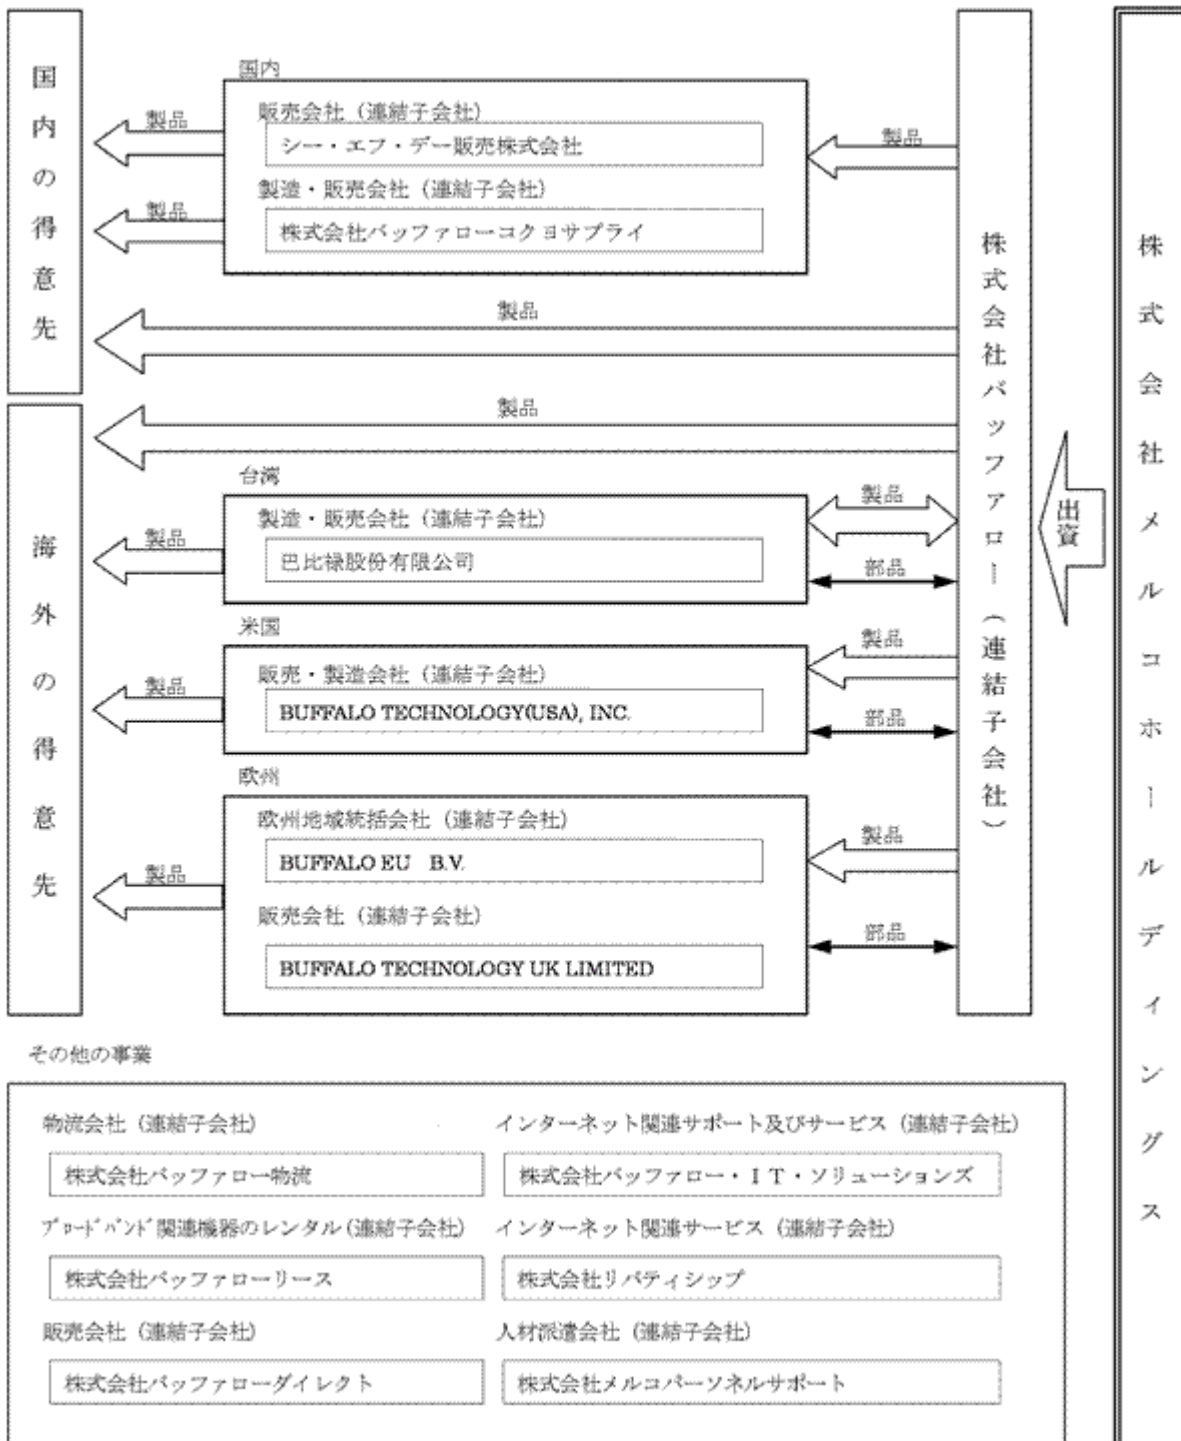 国内の得意先
国内
販売会社（連結子会社）
シー・エフ・デー販売株式会社
製造・販売会社（連結子会社）
株式会社バッファローコクヨサプライ
製品
製品
製品
製品
製品
海外の得意先
台湾
製造・販売会社（連結子会社）
巴比禄股份有限公司
製品
製品
部品
米国
販売・製造会社（連結子会社）
BUFFALO TECHNOLOGY(USA), INC.
製品
製品
部品
欧州
欧州地域統括会社（連結子会社）
BUFFALO EU B.V.
販売会社（連結子会社）
BUFFALO TECHNOLOGY UK LIMITED
製品
製品
部品
株式会社バッファロー（連結子会社）
出資
株式会社メルコホールディングス
その他の事業
物流会社（連結子会社）
株式会社バッファロー物流
インターネット関連サポート及びサービス（連結子会社）
株式会社バッファロー・ＩＴ・ソリューションズ
ﾌﾞﾛｰﾄﾞﾊﾞﾝﾄﾞ関連機器のレンタル（連結子会社）
株式会社バッファローリース
インターネット関連サービス（連結子会社）
株式会社リバティシップ
販売会社（連結子会社）
株式会社バッファローダイレクト
人材派遣会社（連結子会社）
株式会社メルコパーソネルサポート